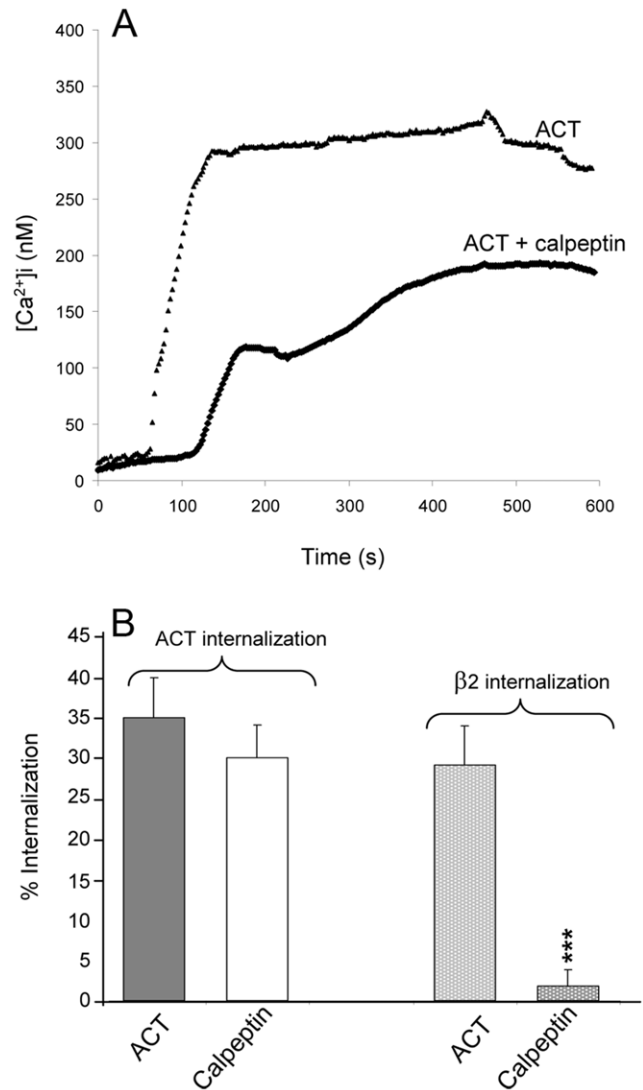 A
[Ca²⁺]i (nM)
400
350
300
250
200
150
100
50
0
ACT
ACT + calpeptin
0 100 200 300 400 500 600
Time (s)
B
ACT internalization
β2 internalization
% Internalization
45
40
35
30
25
20
15
10
5
0
***
ACT Calpeptin ACT Calpeptin